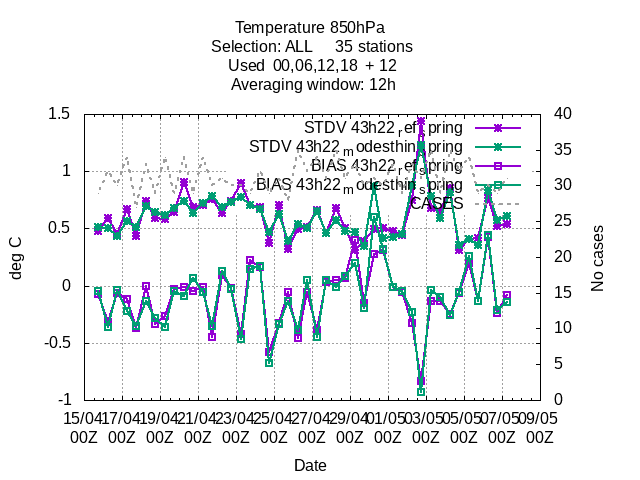 Temperature 850hPa
Selection: ALL 35 stations
Used 00,06,12,18 + 12
Averaging window: 12h
STDV 43h22_ref_spring
STDV 43h22_modesthin_spring
BIAS 43h22_ref_spring
BIAS 43h22_modesthin_spring
CASES
1.5
1
0.5
0
-0.5
-1
deg C
40
35
30
25
20
15
10
5
0
No cases
15/04 17/04 19/04 21/04 23/04 25/04 27/04 29/04 01/05 03/05 05/05 07/05 09/05
00Z 00Z 00Z 00Z 00Z 00Z 00Z 00Z 00Z 00Z 00Z 00Z 00Z
Date